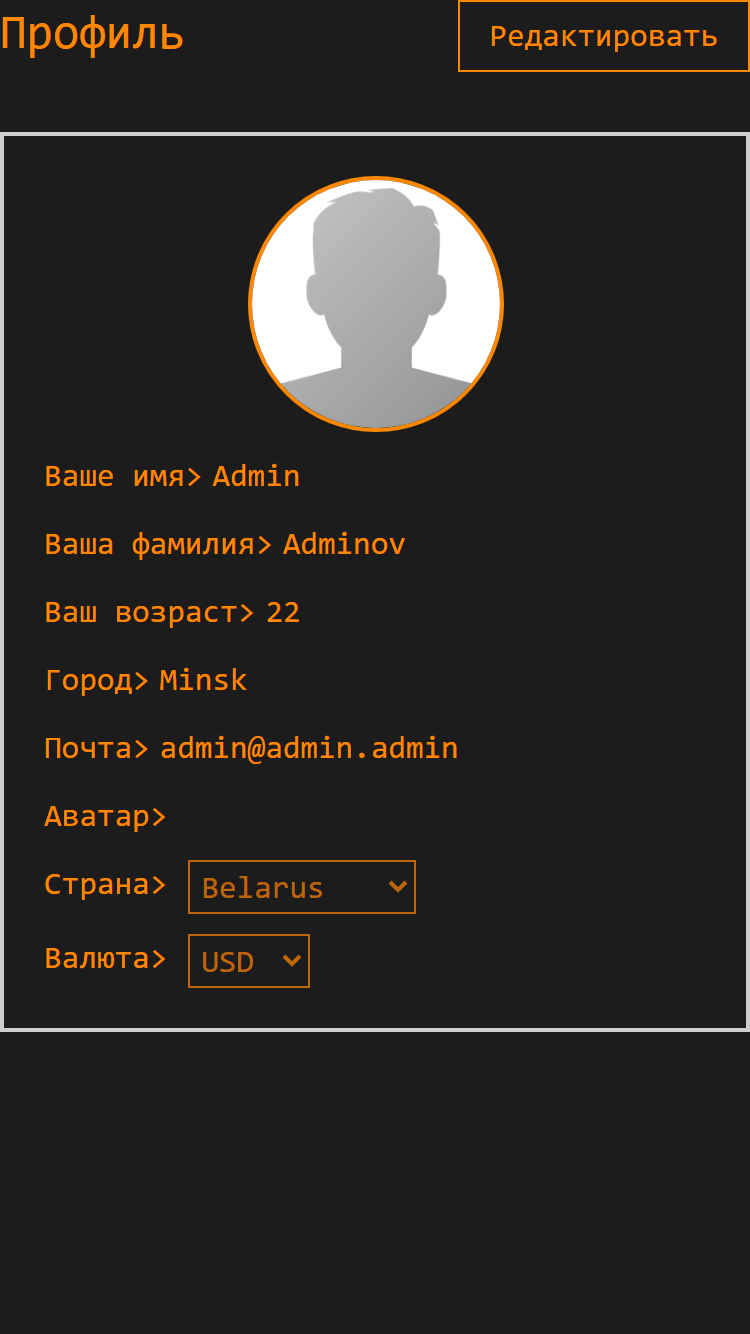 Профиль
Редактировать
Ваше имя> Admin
Ваша фамилия> Adminov
Ваш возраст> 22
Город> Minsk
Почта> admin@admin.admin
Аватар>
Страна> Belarus
Валюта> USD